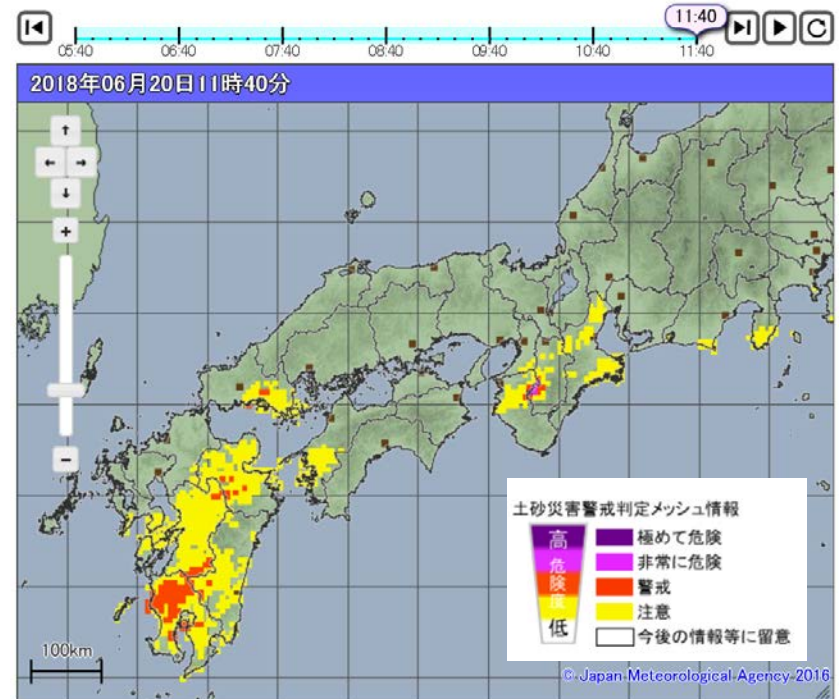 11:40
05:40 06:40 07:40 08:40 09:40 10:40 11:40
2018年06月20日11時40分
土砂災害警戒判定メッシュ情報
高
危
険
度
低
極めて危険
非常に危険
警戒
注意
今後の情報等に留意
100km
© Japan Meteorological Agency 2016